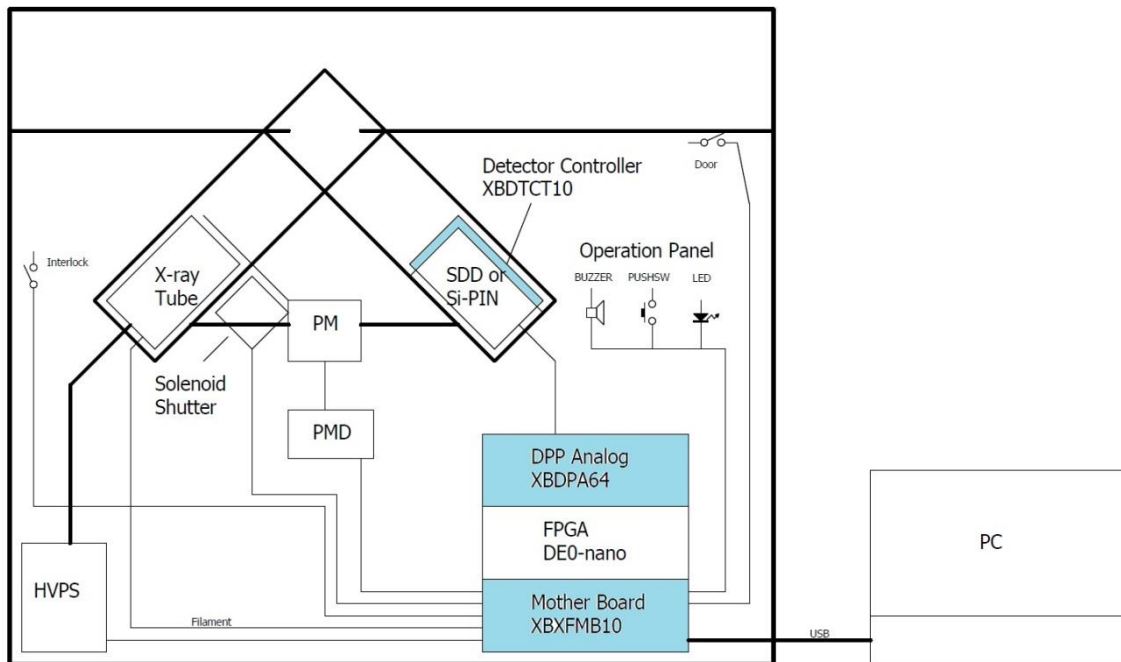 Door
Detector Controller
XBDTCT10
Interlock
X-ray
Tube
SDD or
Si-PIN
Operation Panel
BUZZER
PUSHSW
LED
PM
Solenoid
Shutter
PMD
DPP Analog
XBDPA64
FPGA
DE0-nano
PC
HVPS
Mother Board
XBXFMB10
Filament
USB